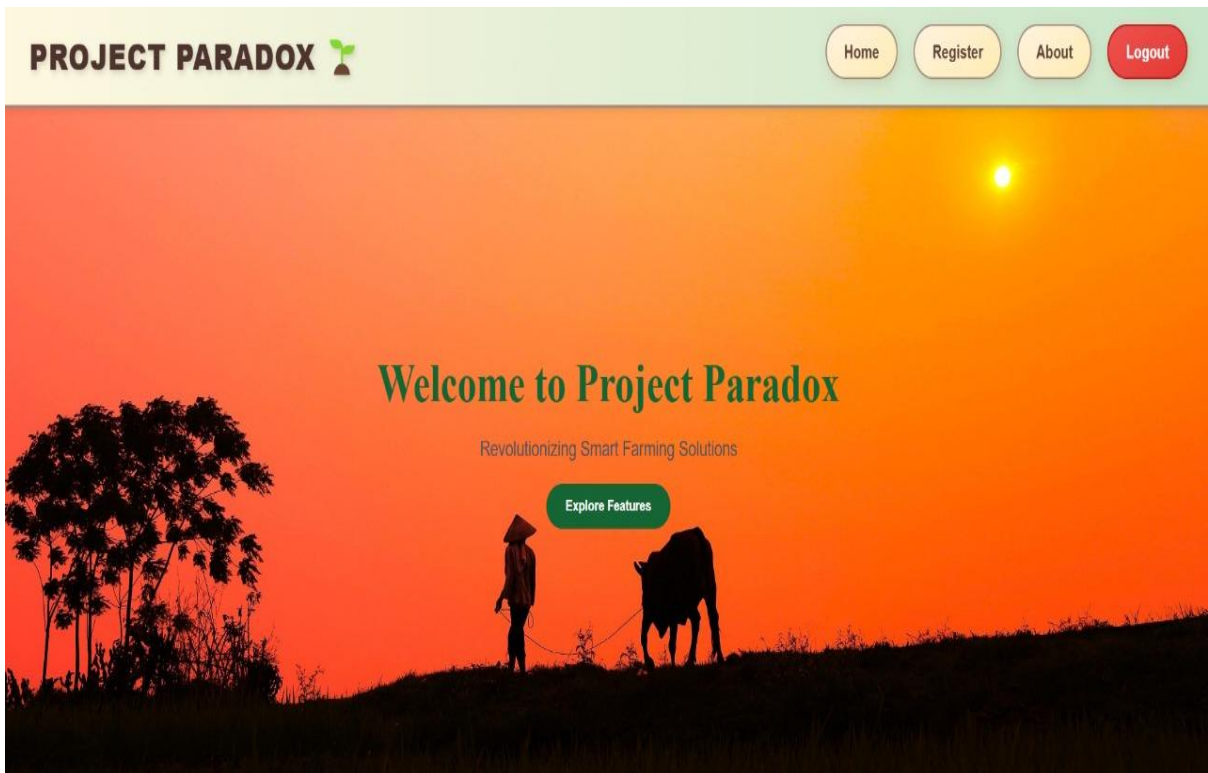 PROJECT PARADOX
Home
Register
About
Logout
Welcome to Project Paradox
Revolutionizing Smart Farming Solutions
Explore Features